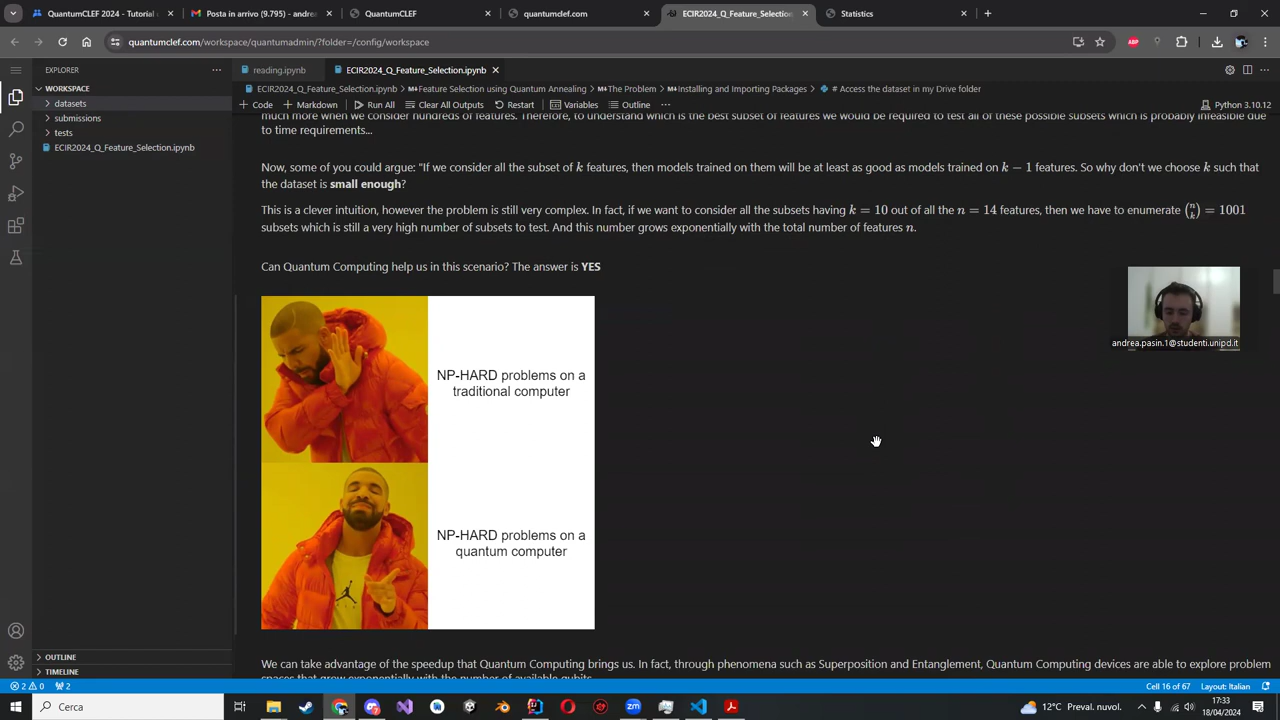 QuantumCLEF 2024 - Tutorial
Posta in arrivo (9.795) - andrea
QuantumCLEF
quantumclef.com
ECIR2024_Q_Feature_Selection
Statistics
quantumclef.com/workspace/quantumadmin/?folder=/config/workspace
EXPLORER
reading.ipynb
ECIR2024_Q_Feature_Selection.ipynb
WORKSPACE
ECIR2024_Q_Feature_Selection.ipynb > Feature Selection using Quantum Annealing > The Problem > Installing and Importing Packages > # Access the dataset in my Drive folder
datasets
+ Code + Markdown Run All Clear All Outputs Restart Variables Outline ...
Python 3.10.12
submissions
tests
ECIR2024_Q_Feature_Selection.ipynb
much more when we consider hundreds of features. Therefore, to understand which is the best subset of features we would be required to test all of these possible subsets which is probably infeasible due
to time requirements...
Now, some of you could argue: "If we consider all the subset of k features, then models trained on them will be at least as good as models trained on k − 1 features. So why don't we choose k such that
the dataset is small enough?
This is a clever intuition, however the problem is still very complex. In fact, if we want to consider all the subsets having k = 10 out of all the n = 14 features, then we have to enumerate (n k) = 1001
subsets which is still a very high number of subsets to test. And this number grows exponentially with the total number of features n.
Can Quantum Computing help us in this scenario? The answer is YES
NP-HARD problems on a
traditional computer
NP-HARD problems on a
quantum computer
andrea.pasin.1@studenti.unipd.it
We can take advantage of the speedup that Quantum Computing brings us. In fact, through phenomena such as Superposition and Entanglement, Quantum Computing devices are able to explore problem
spaces that grow exponentially with the number of available qubits.
OUTLINE
TIMELINE
2 0 2
Cell 16 of 67
Layout: Italian
Cerca
12°C Preval. nuvol.
17:33
18/04/2024